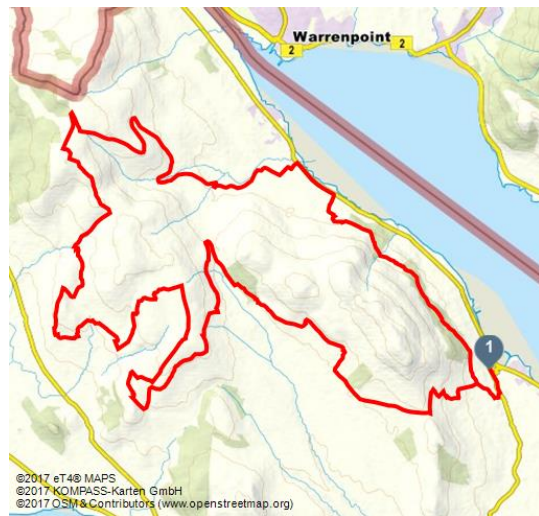 Warrenpoint
2
2
1
©2017 eT4® MAPS
©2017 KOMPASS-Karten GmbH
©2017 OSM & Contributors (www.openstreetmap.org)